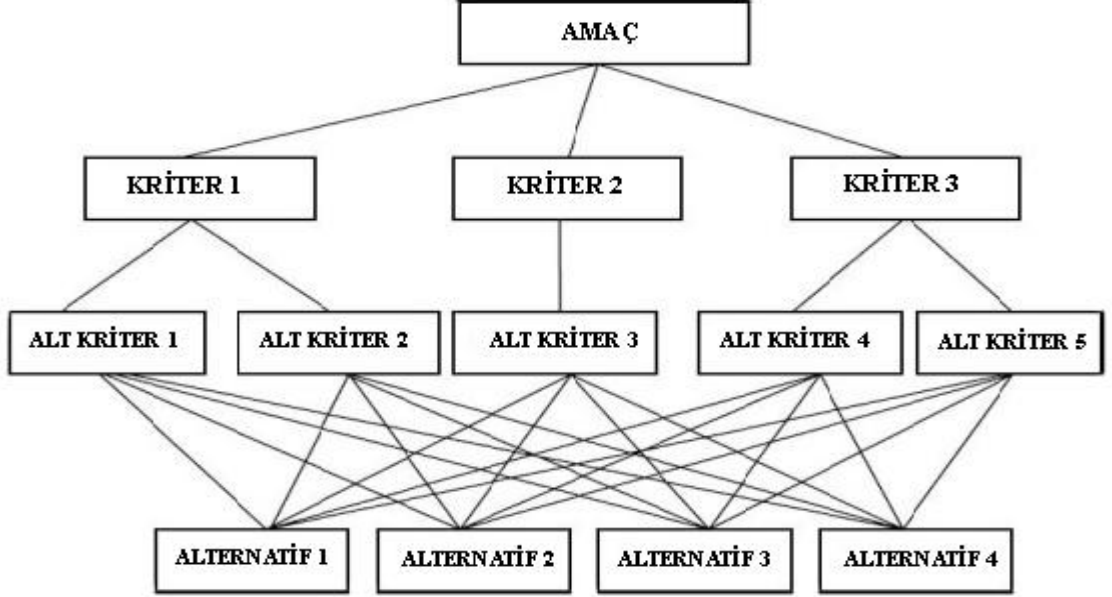 AMAÇ
KRİTER 1
KRİTER 2
KRİTER 3
ALT KRİTER 1
ALT KRİTER 2
ALT KRİTER 3
ALT KRİTER 4
ALT KRİTER 5
ALTERNATİF 1
ALTERNATİF 2
ALTERNATİF 3
ALTERNATİF 4